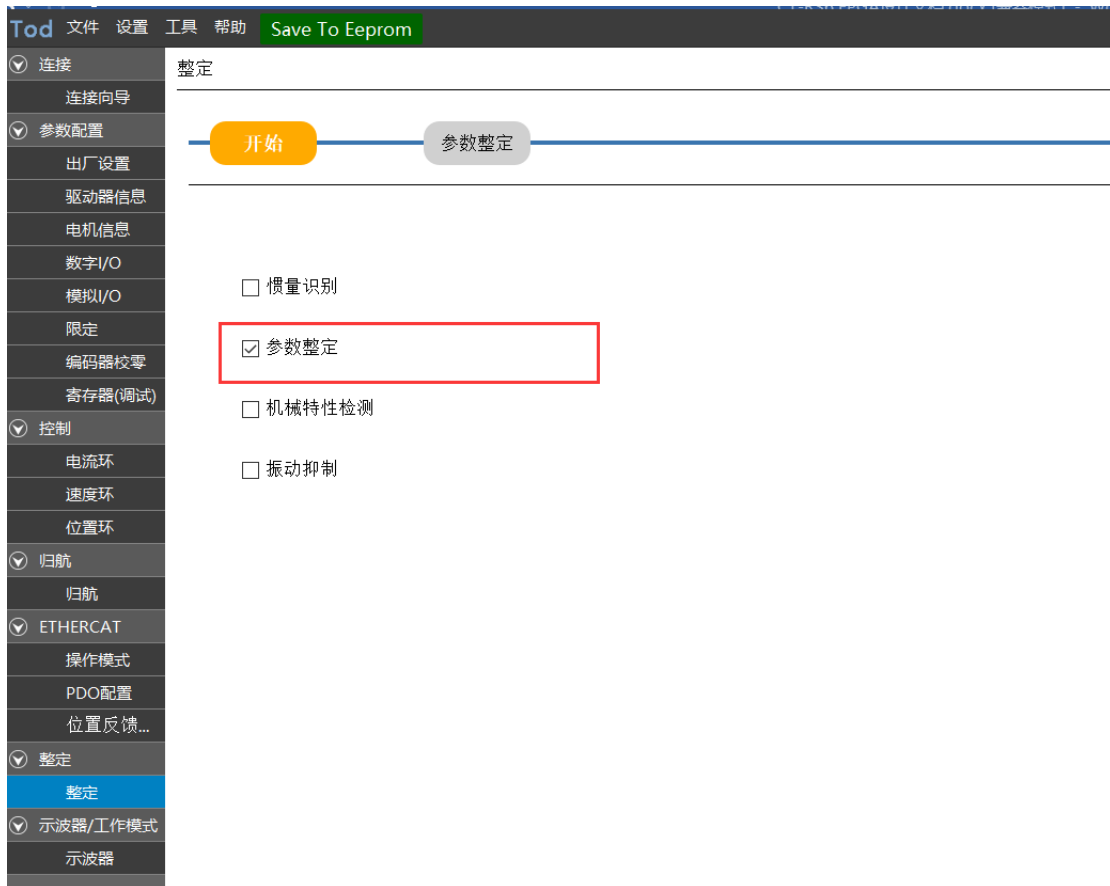 Tod 文件 设置 工具 帮助 Save To Eeprom
连接
连接向导
参数配置
出厂设置
驱动器信息
电机信息
数字I/O
模拟I/O
限定
编码器校零
寄存器(调试)
控制
电流环
速度环
位置环
归航
归航
ETHERCAT
操作模式
PDO配置
位置反馈...
整定
整定
示波器/工作模式
示波器
整定
开始
参数整定
惯量识别
参数整定
机械特性检测
振动抑制